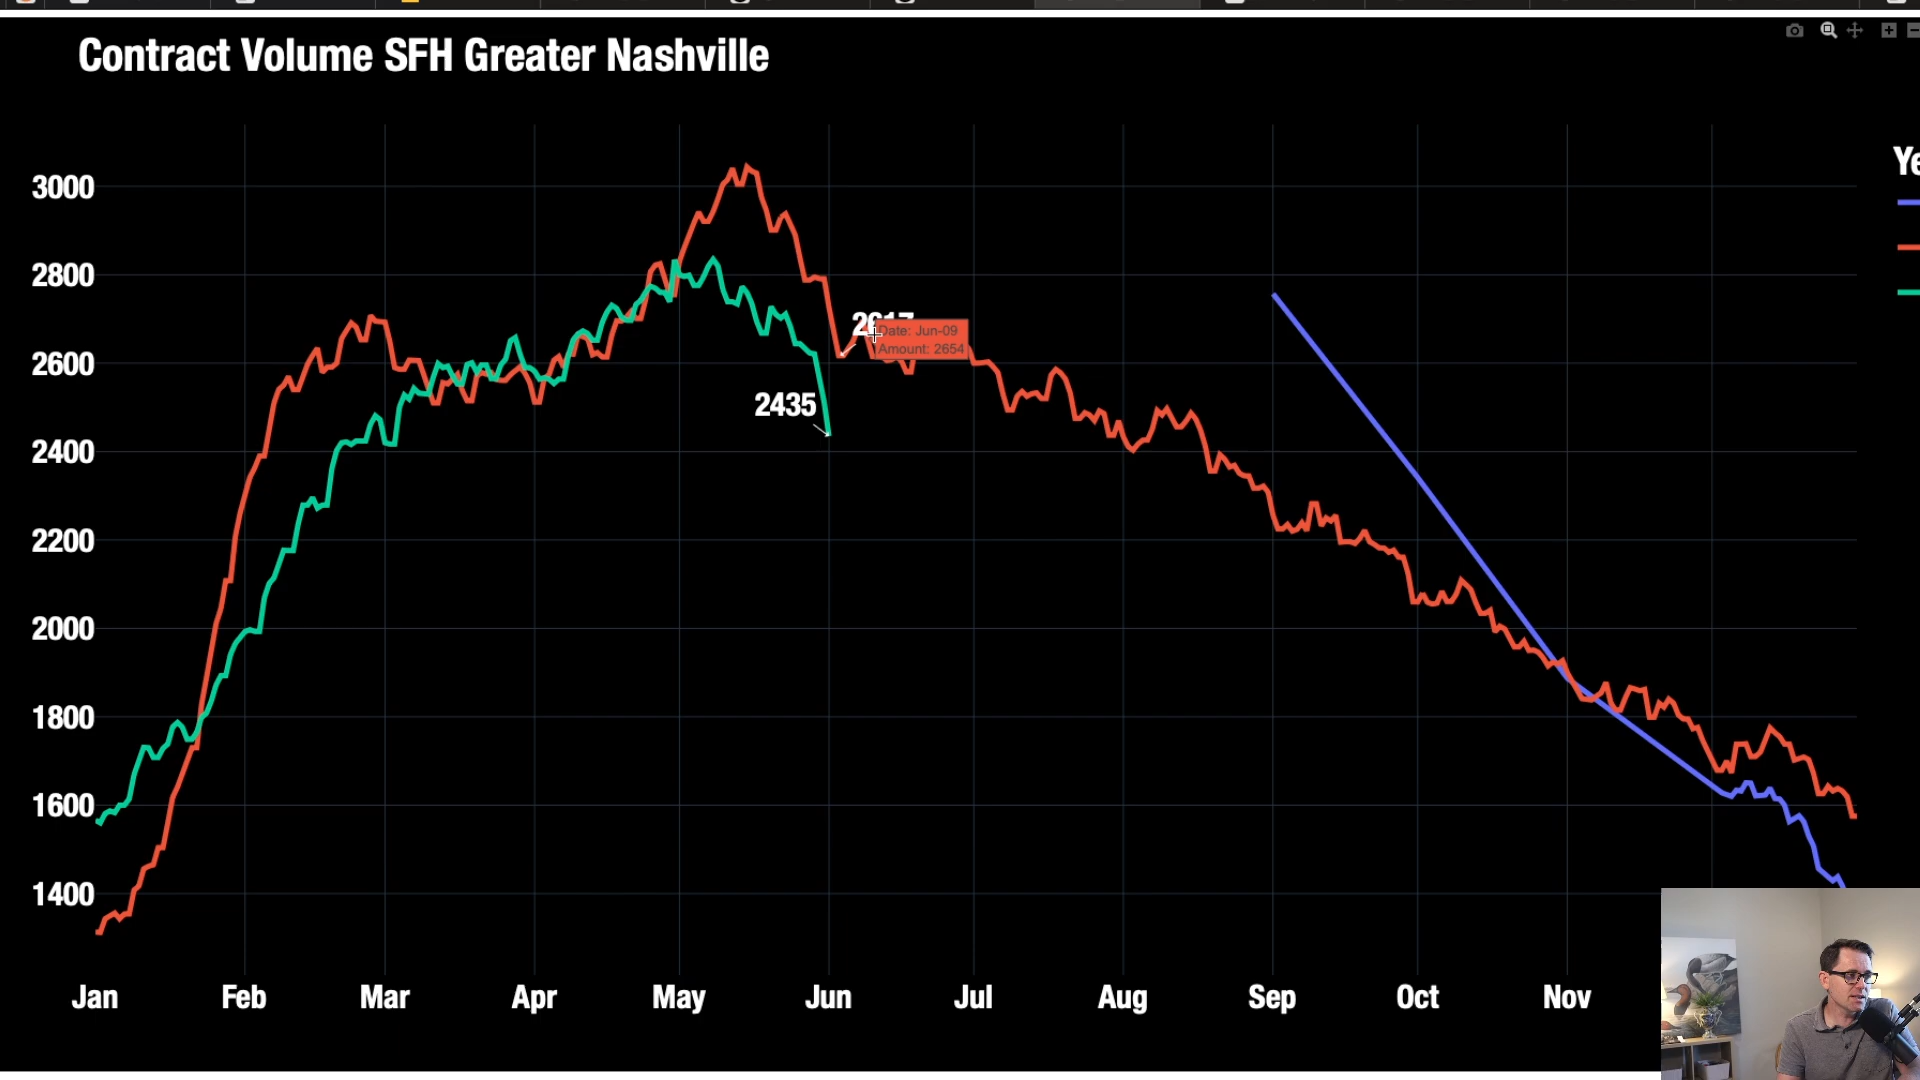 Contract Volume SFH Greater Nashville
Ye
3000
2800
2600
2400
2200
2000
1800
1600
1400
2617
Date: Jun-09
Amount: 2654
2435
Jan
Feb
Mar
Apr
May
Jun
Jul
Aug
Sep
Oct
Nov